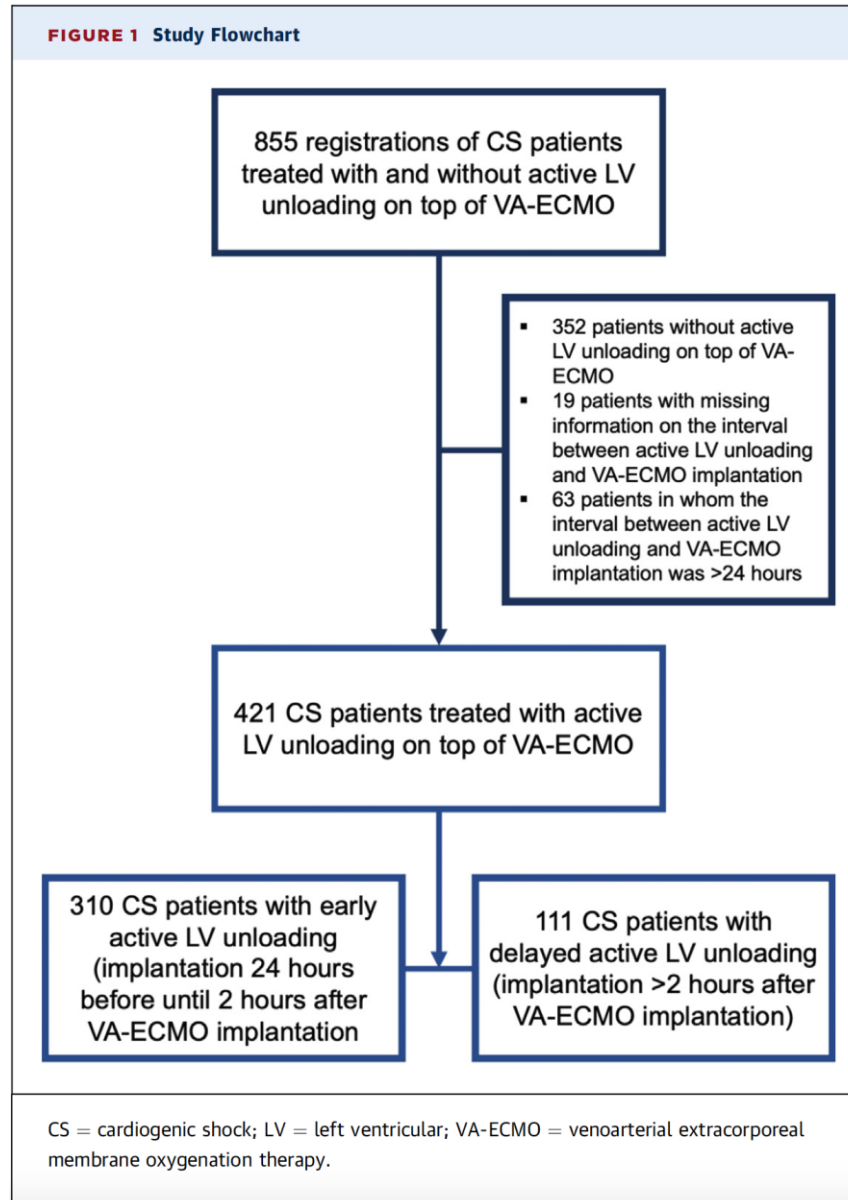 FIGURE 1 Study Flowchart
855 registrations of CS patients
treated with and without active LV
unloading on top of VA-ECMO
▪ 352 patients without active
LV unloading on top of VA-
ECMO
▪ 19 patients with missing
information on the interval
between active LV unloading
and VA-ECMO implantation
▪ 63 patients in whom the
interval between active LV
unloading and VA-ECMO
implantation was >24 hours
421 CS patients treated with active
LV unloading on top of VA-ECMO
310 CS patients with early
active LV unloading
(implantation 24 hours
before until 2 hours after
VA-ECMO implantation
111 CS patients with
delayed active LV unloading
(implantation >2 hours after
VA-ECMO implantation)
CS = cardiogenic shock; LV = left ventricular; VA-ECMO = venoarterial extracorporeal
membrane oxygenation therapy.